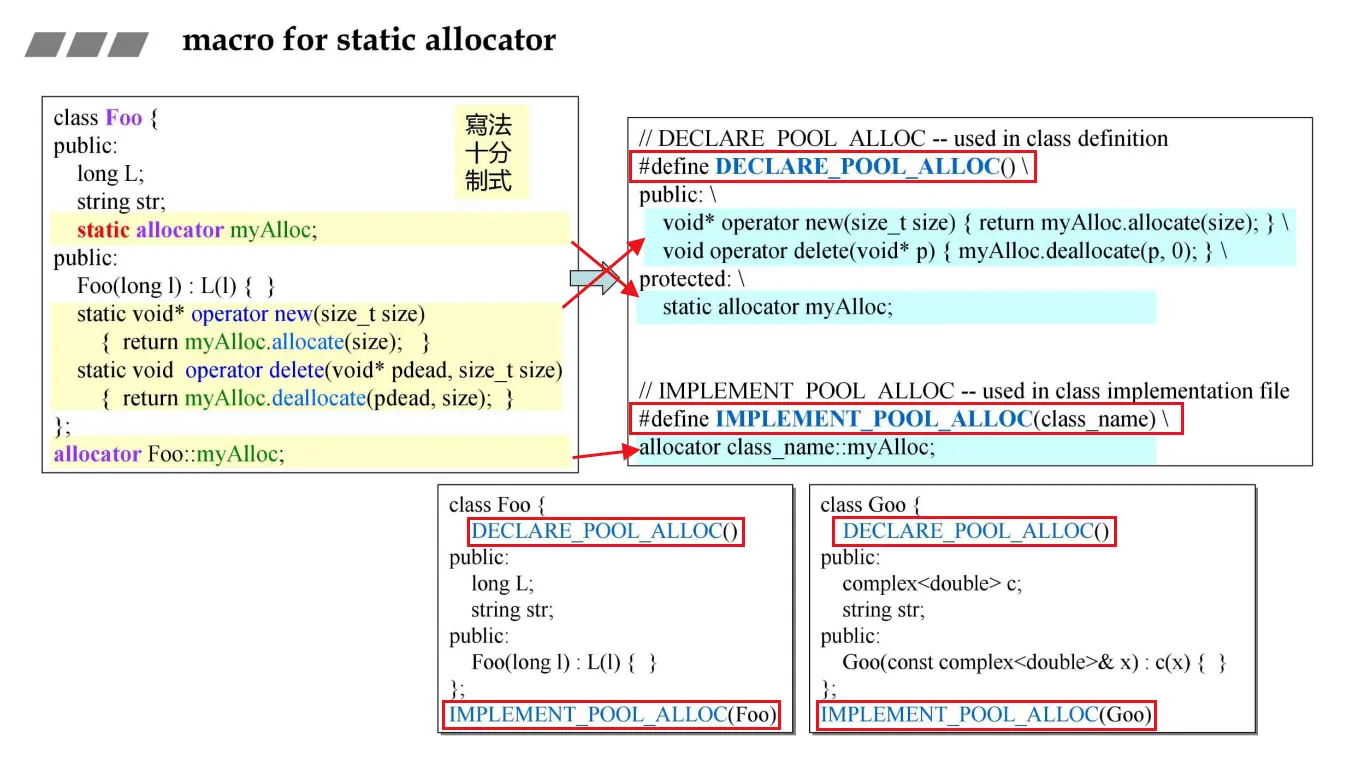 macro for static allocator
class Foo {
public:
long L;
string str;
static allocator myAlloc;
public:
Foo(long l) : L(l) {  }
static void* operator new(size_t size)
{  return myAlloc.allocate(size);   }
static void  operator delete(void* pdead, size_t size)
{  return myAlloc.deallocate(pdead, size);  }
};
allocator Foo::myAlloc;
寫法
十分
制式
// DECLARE_POOL_ALLOC -- used in class definition
#define DECLARE_POOL_ALLOC() \
public: \
void* operator new(size_t size) { return myAlloc.allocate(size); } \
void operator delete(void* p) { myAlloc.deallocate(p, 0); } \
protected: \
static allocator myAlloc;
// IMPLEMENT_POOL_ALLOC -- used in class implementation file
#define IMPLEMENT_POOL_ALLOC(class_name) \
allocator class_name::myAlloc;
class Foo {
DECLARE_POOL_ALLOC()
public:
long L;
string str;
public:
Foo(long l) : L(l) {  }
};
IMPLEMENT_POOL_ALLOC(Foo)
class Goo {
DECLARE_POOL_ALLOC()
public:
complex<double> c;
string str;
public:
Goo(const complex<double>& x) : c(x) {  }
};
IMPLEMENT_POOL_ALLOC(Goo)